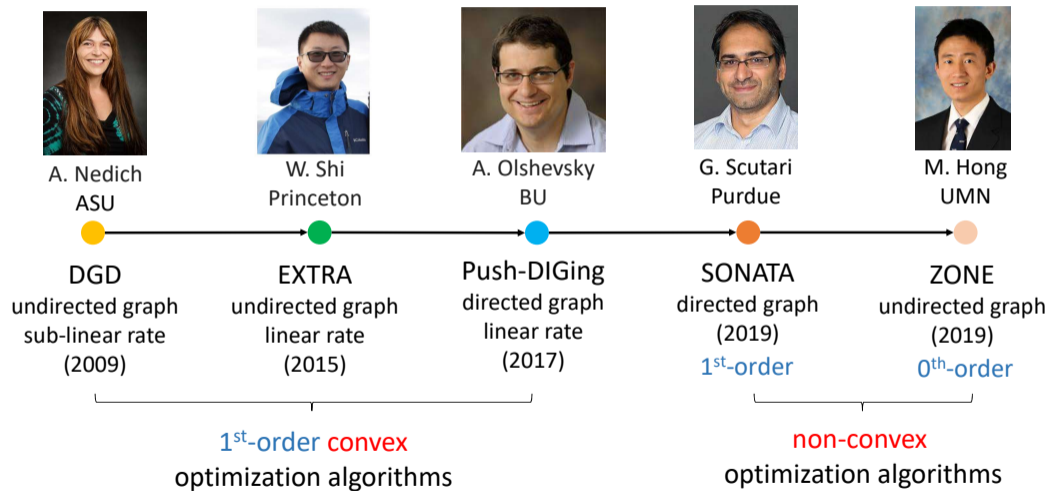 A. Nedich
ASU
W. Shi
Princeton
A. Olshevsky
BU
G. Scutari
Purdue
M. Hong
UMN
DGD
undirected graph
sub-linear rate
(2009)
EXTRA
undirected graph
linear rate
(2015)
Push-DIGing
directed graph
linear rate
(2017)
SONATA
directed graph
(2019)
1st-order
ZONE
undirected graph
(2019)
0th-order
1st-order convex
optimization algorithms
non-convex
optimization algorithms